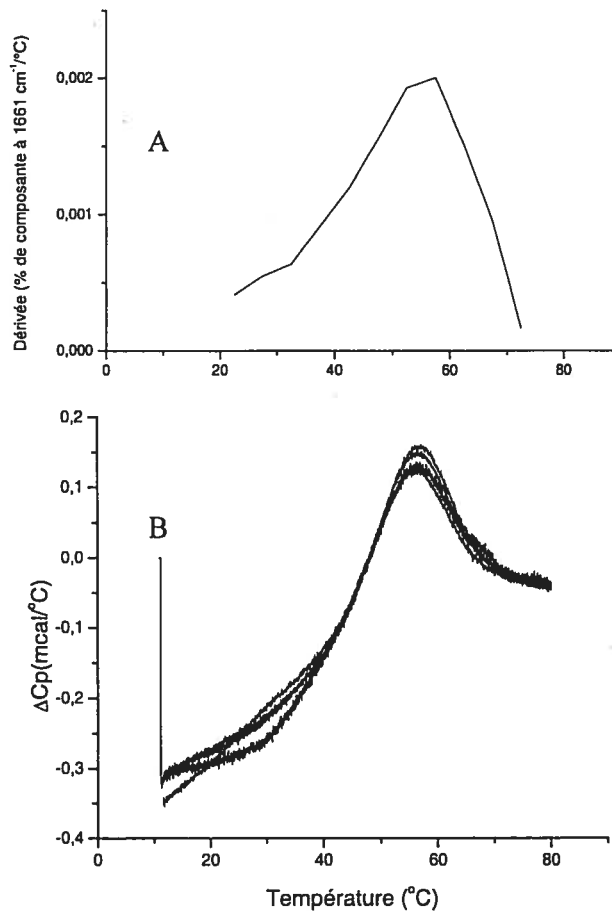 Dérivée (% de composante à 1661 cm⁻¹/°C)
0,002
0,001
0,000
A
0 20 40 60 80
ΔCp(mcal/°C)
0,2
0,1
0,0
-0,1
-0,2
-0,3
-0,4
B
0 20 40 60 80
Température (°C)